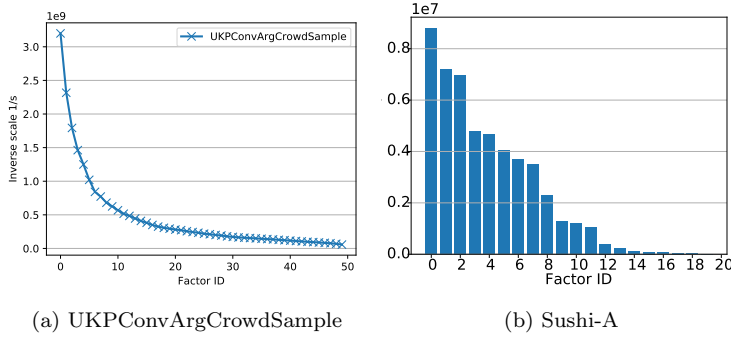 1e9
3.0
2.5
2.0
1.5
1.0
0.5
0.0
Inverse scale 1/s
UKPConvArgCrowdSample
0 10 20 30 40 50
Factor ID
(a) UKPConvArgCrowdSample
1e7
0.8
0.6
0.4
0.2
0.0
0 2 4 6 8 10 12 14 16 18 20
Factor ID
(b) Sushi-A